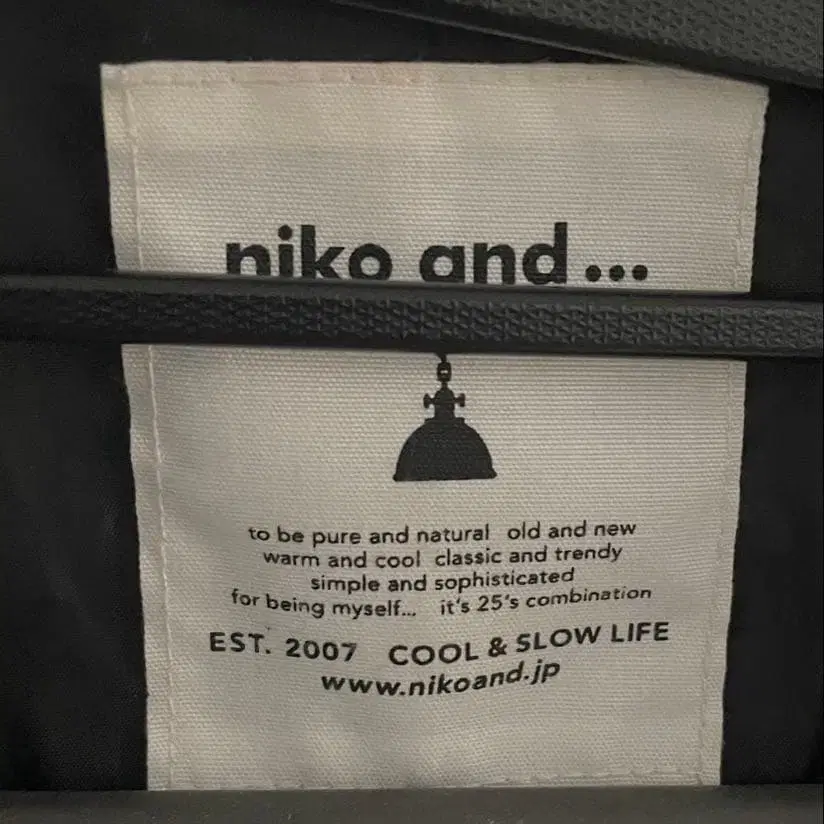 niko and...
to be pure and natural old and new
warm and cool classic and trendy
simple and sophisticated
for being myself... it's 25's combination
EST. 2007 COOL & SLOW LIFE
www.nikoand.jp